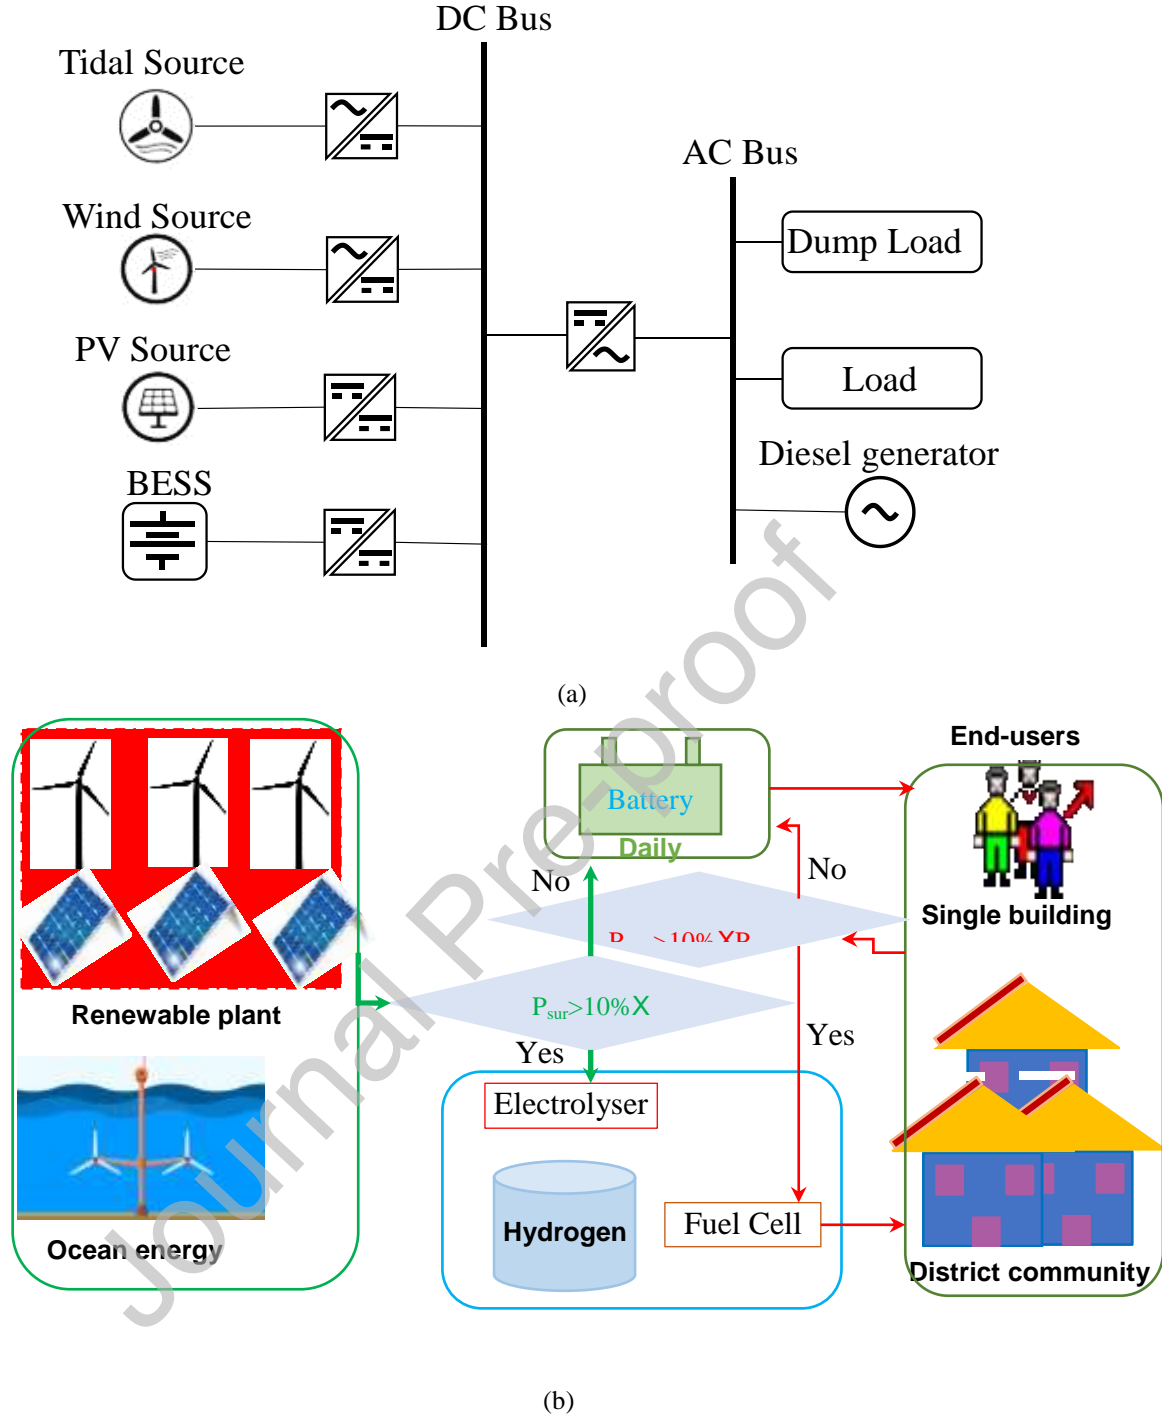 DC Bus
Tidal Source
AC Bus
Wind Source
Dump Load
PV Source
Load
Diesel generator
BESS
(a)
End-users
Battery
Daily
No
No
Single building
>10%
Renewable plant
Psur>10%X
Yes
Yes
Electrolyser
Hydrogen
Fuel Cell
Ocean energy
District community
(b)
Journal Pre-proof